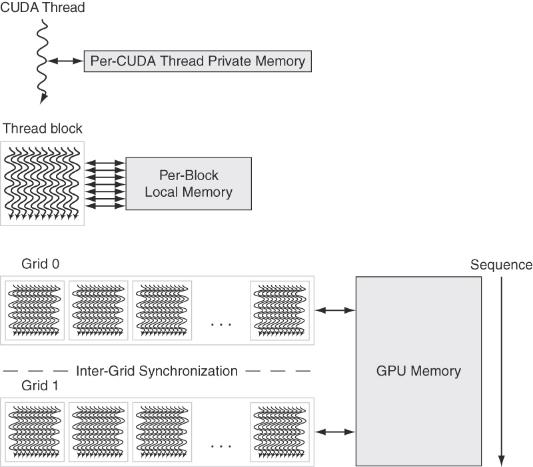 CUDA Thread
Per-CUDA Thread Private Memory
Thread block
Per-Block
Local Memory
Grid 0
Sequence
. . .
Inter-Grid Synchronization
GPU Memory
Grid 1
. . .